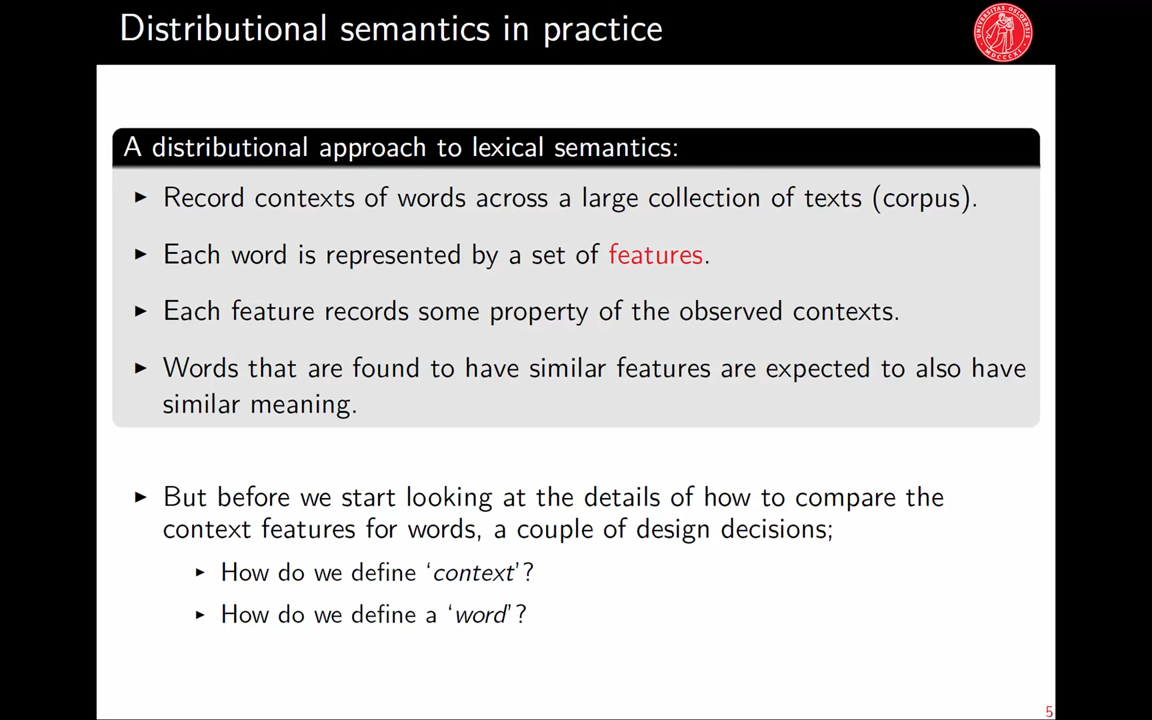 Distributional semantics in practice
UNIVERSITAS OSLOENSIS
MDCCCXI
A distributional approach to lexical semantics:
▶ Record contexts of words across a large collection of texts (corpus).
▶ Each word is represented by a set of features.
▶ Each feature records some property of the observed contexts.
▶ Words that are found to have similar features are expected to also have
similar meaning.
▶ But before we start looking at the details of how to compare the
context features for words, a couple of design decisions;
▶ How do we define ‘context’?
▶ How do we define a ‘word’?
5